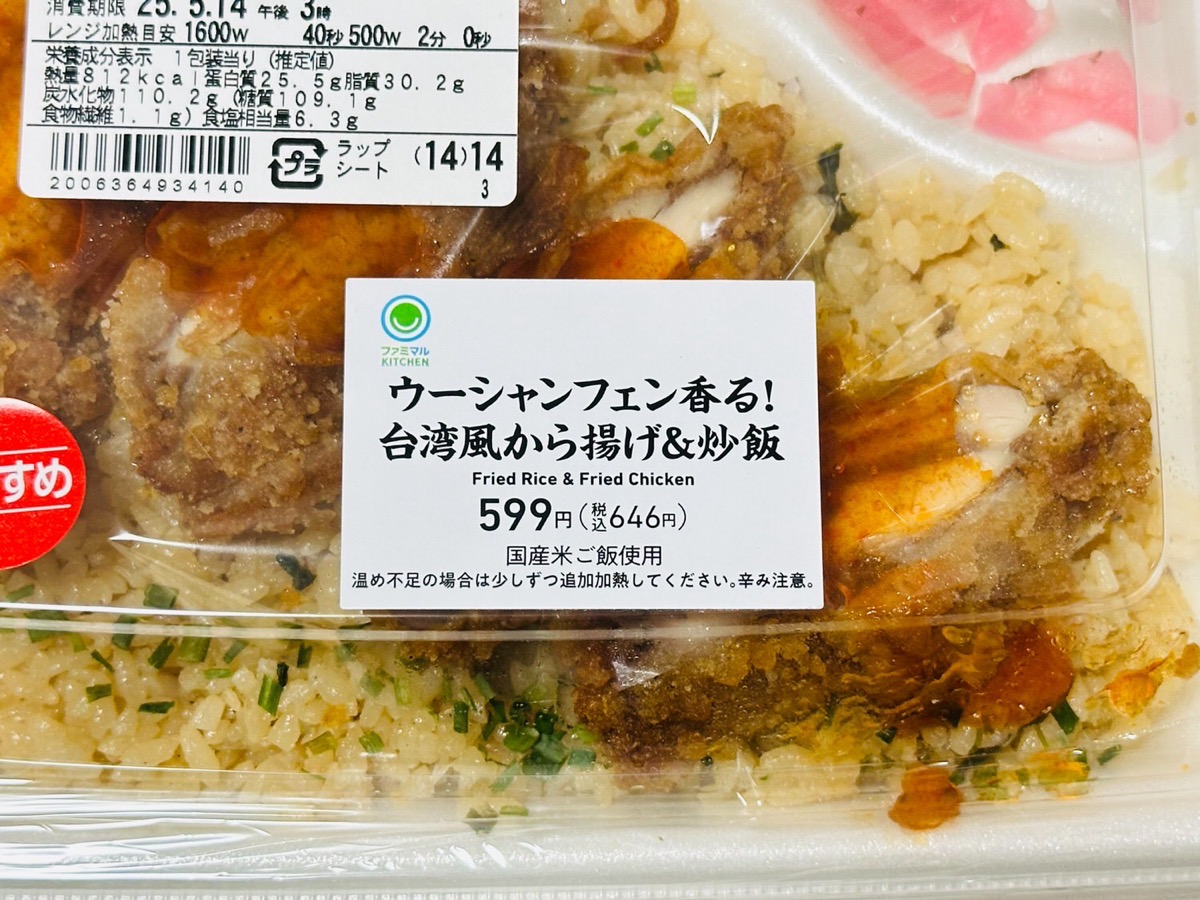 消費期限 25.5.14 午後 3時
レンジ加熱目安 1600w 40秒 500w 2分 0秒
栄養成分表示 1包装当り(推定値)
熱量812kcal蛋白質25.5g脂質30.2g
炭水化物110.2g(糖質109.1g
食物繊維1.1g)食塩相当量6.3g
2006364934140
プラ
ラップ
シート
(14)14
3
すめ
ファミマル
KITCHEN
ウーシャンフェン香る!
台湾風から揚げ&炒飯
Fried Rice & Fried Chicken
599円(税込646円)
国産米ご飯使用
温め不足の場合は少しずつ追加加熱してください。辛み注意。